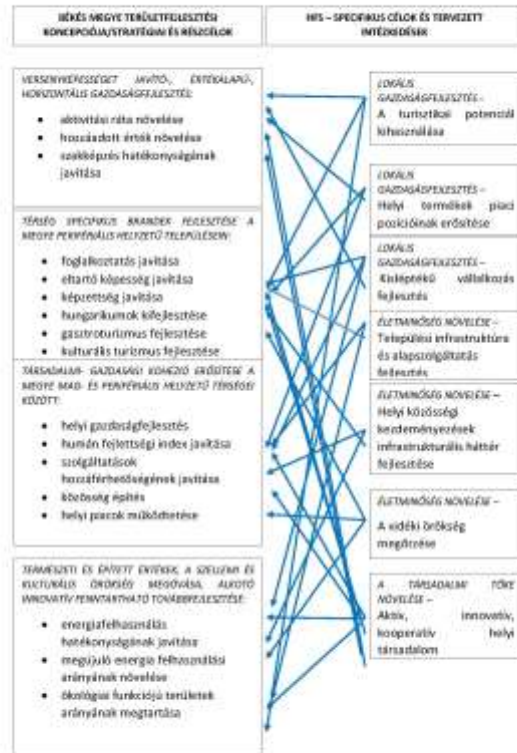 BÉKÉS MEGYE TERÜLETFEJLESZTÉSI
KONCEPCIÓJA/STRATÉGIAI ÉS RÉSZCÉLOK
VERSENYKÉPESSÉGET JAVÍTÓ-, ÉRTÉKALAPÚ-,
HORIZONTÁLIS GAZDASÁGFEJLESZTÉS:
• aktivitási ráta növelése
• hozzáadott érték növelése
• szakképzés hatékonyságának
javítása
TÉRSÉG SPECIFIKUS BRANDEK FEJLESZTÉSE A
MEGYE PERIFÉRIÁLIS HELYZETŰ TELEPÜLÉSEIN:
• foglalkoztatás javítása
• eltartó képesség javítása
• képzettség javítása
• hungarikumok kifejlesztése
• gasztroturizmus fejlesztése
• kulturális turizmus fejlesztése
TÁRSADALMI- GAZDASÁGI KOHÉZIÓ ERŐSÍTÉSE A
MEGYE MAG- ÉS PERIFÉRIÁLIS HELYZETŰ TÉRSÉGEI
KÖZÖTT:
• helyi gazdaságfejlesztés
• humán fejlettségi index javítása
• szolgáltatások
hozzáférhetőségének javítása
• közösség építés
• helyi piacok működtetése
TERMÉSZETI ÉS ÉPÍTETT ÉRTÉKEK, A SZELLEMI ÉS
KULTURÁLIS ÖRÖKSÉG MEGÓVÁSA, ALKOTÓ
INNOVATÍV FENNTARTHATÓ TOVÁBBFEJLESZTÉSE:
• energiafelhasználás
hatékonyságának javítása
• megújuló energia felhasználási
arányának növelése
• ökológiai funkciójú területek
arányának megtartása
HFS – SPECIFIKUS CÉLOK ÉS TERVEZETT
INTÉZKEDÉSEK
LOKÁLIS
GAZDASÁGFEJLESZTÉS –
A turisztikai potenciál
kihasználása
LOKÁLIS
GAZDASÁGFEJLESZTÉS –
Helyi termékek piaci
pozícióinak erősítése
LOKÁLIS
GAZDASÁGFEJLESZTÉS –
Kisléptékű vállalkozás
fejlesztés
ÉLETMINŐSÉG NÖVELÉSE –
Települési infrastruktúra
és alapszolgáltatás
fejlesztés
ÉLETMINŐSÉG NÖVELÉSE –
Helyi közösségi
kezdeményezések
infrastrukturális háttér
fejlesztése
ÉLETMINŐSÉG NÖVELÉSE –
A vidéki örökség
megőrzése
A TÁRSADALMI TŐKE
NÖVELÉSE –
Aktív, innovatív,
kooperatív helyi
társadalom